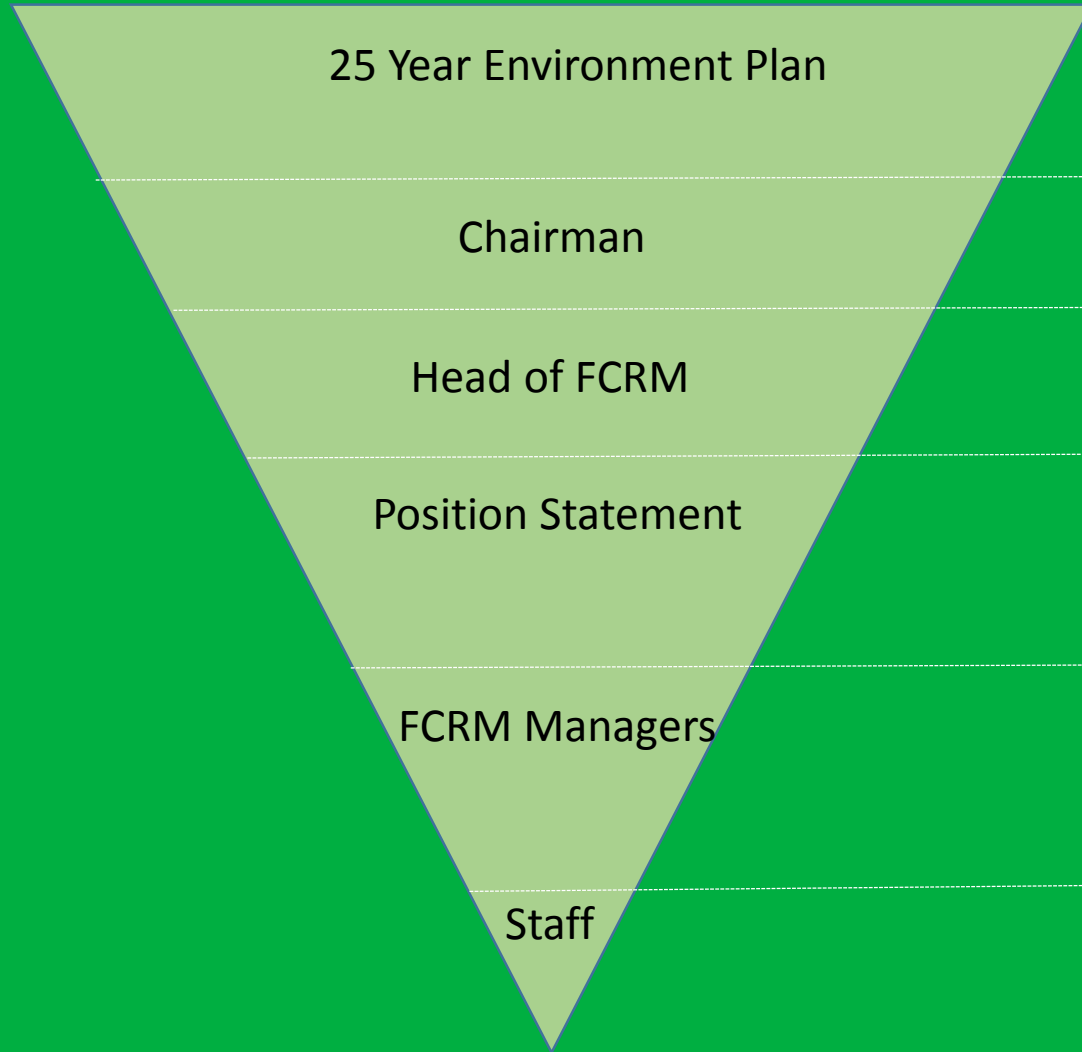 25 Year Environment Plan
Chairman
Head of FCRM
Position Statement
FCRM Managers
Staff